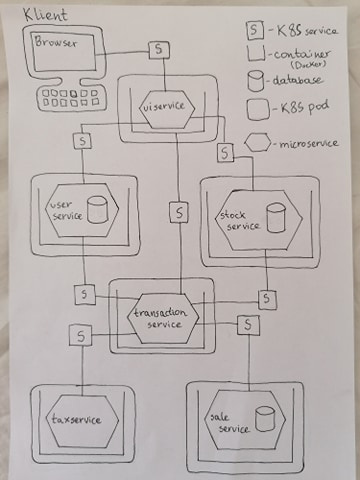 Klient
Browser
S
S - K8S service
- container
(Docker)
- database
- K8S pod
- microservice
uiservice
S
S
S
user
service
stock
service
S
S
transaction
service
S
S
taxservice
sale
service